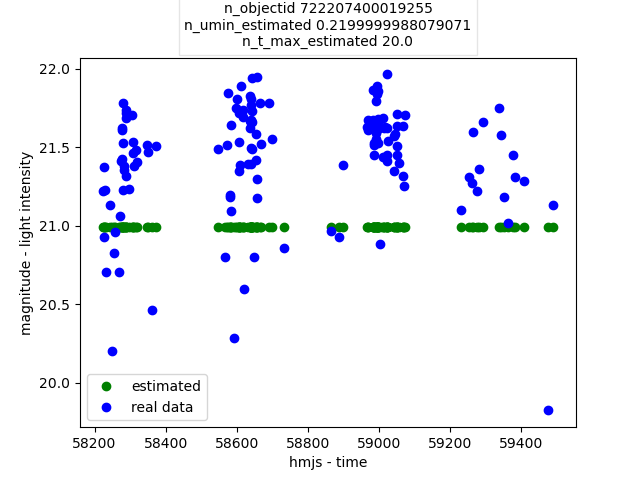 n_objectid 722207400019255
n_umin_estimated 0.2199999988079071
n_t_max_estimated 20.0
22.0
21.5
21.0
20.5
20.0
magnitude - light intensity
estimated
real data
58200 58400 58600 58800 59000 59200 59400
hmjs - time